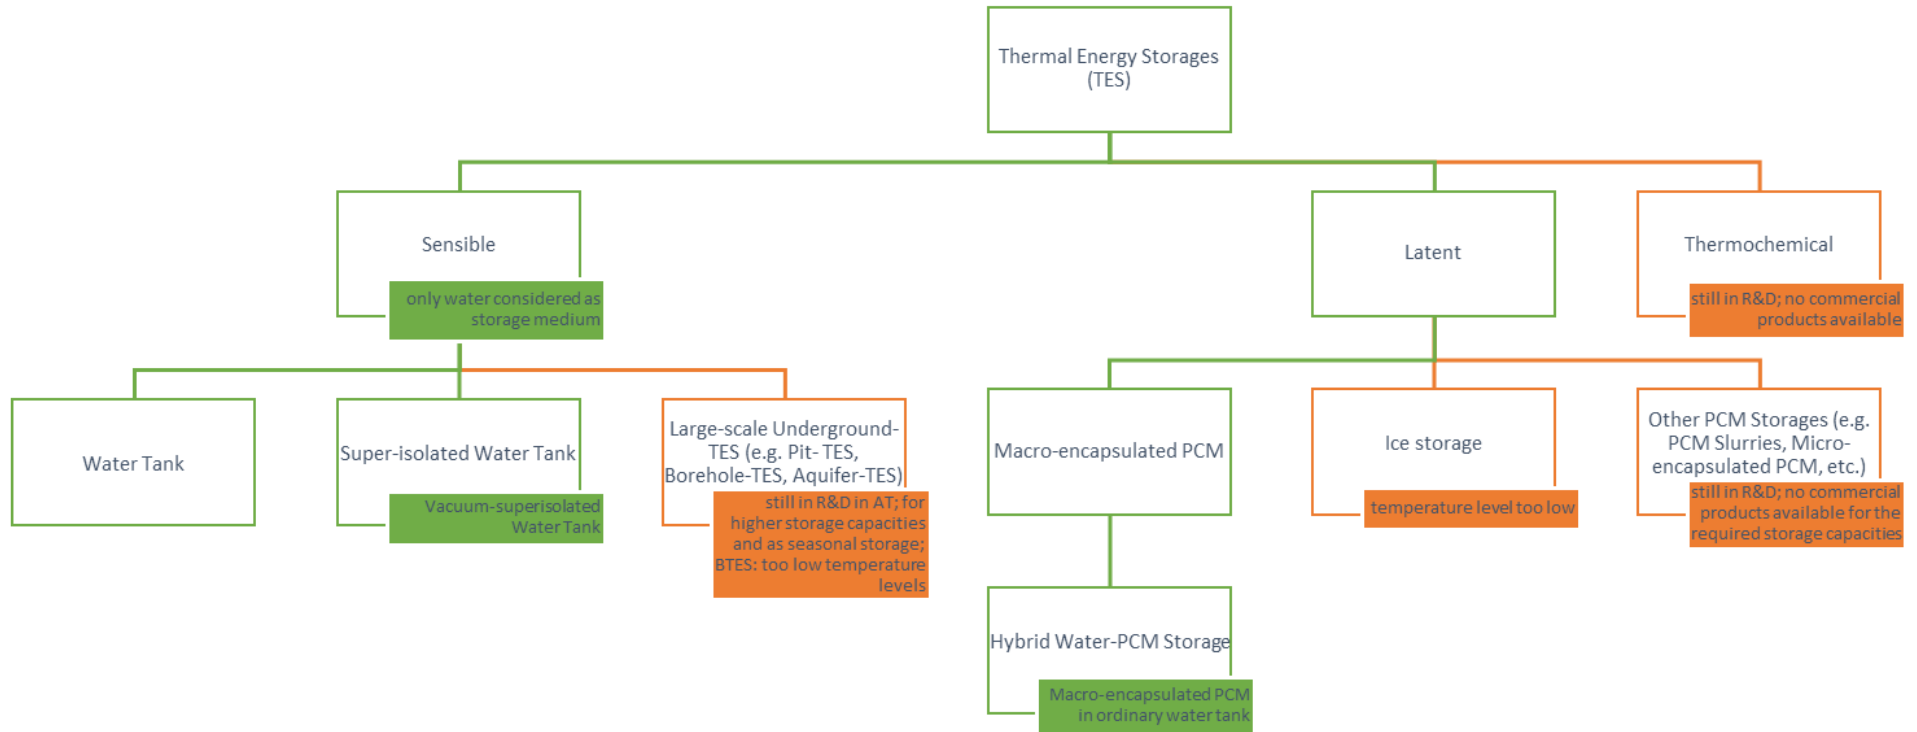 Thermal Energy Storages
(TES)
Sensible
only water considered as
storage medium
Latent
Thermochemical
still in R&D; no commercial
products available
Water Tank
Super-isolated Water Tank
Vacuum-superisolated
Water Tank
Large-scale Underground-
TES (e.g. Pit- TES,
Borehole-TES, Aquifer-TES)
still in R&D in AT; for
higher storage capacities
and as seasonal storage;
BTES: too low temperature
levels
Macro-encapsulated PCM
Ice storage
temperature level too low
Other PCM Storages (e.g.
PCM Slurries, Micro-
encapsulated PCM, etc.)
still in R&D; no commercial
products available for the
required storage capacities
Hybrid Water-PCM Storage
Macro-encapsulated PCM
in ordinary water tank